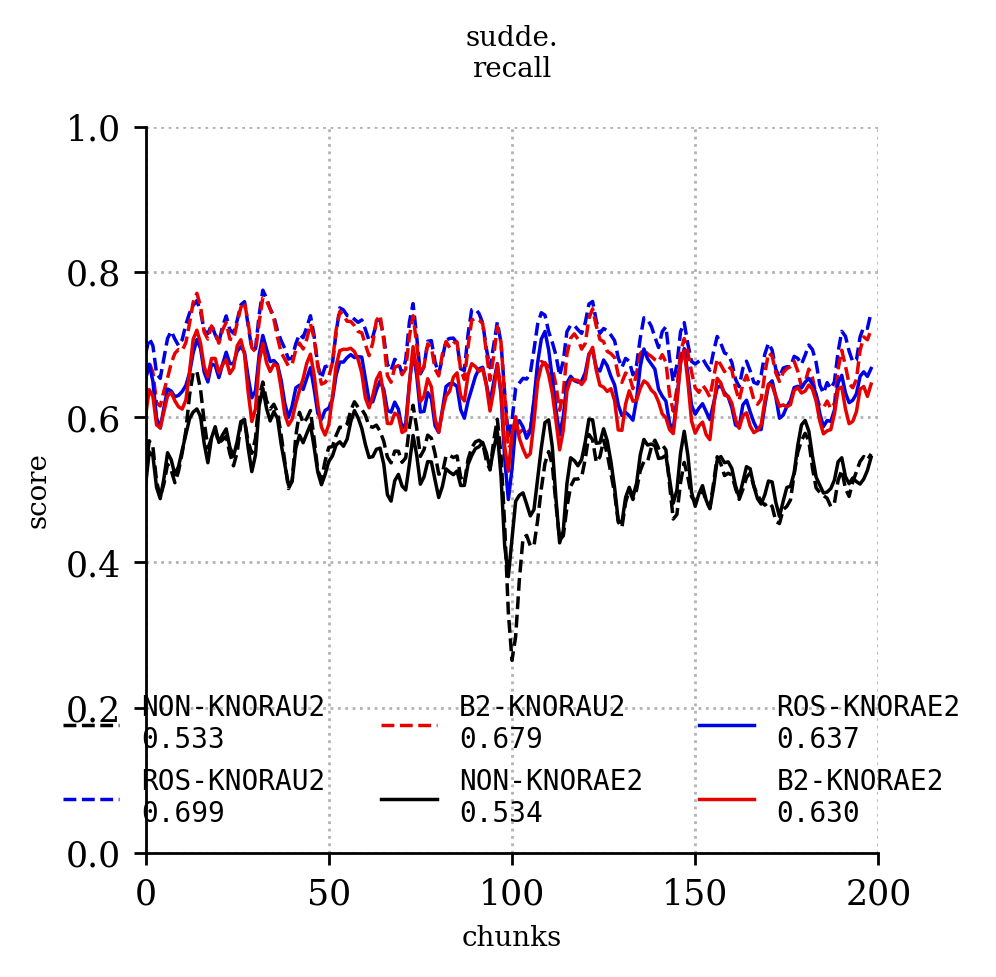 sudde.
recall
1.0
0.8
0.6
0.4
0.2
0.0
score
NON-KNORAU2 B2-KNORAU2 ROS-KNORAE2
0.533 0.679 0.637
ROS-KNORAU2 NON-KNORAE2 B2-KNORAE2
0.699 0.534 0.630
0 50 100 150 200
chunks